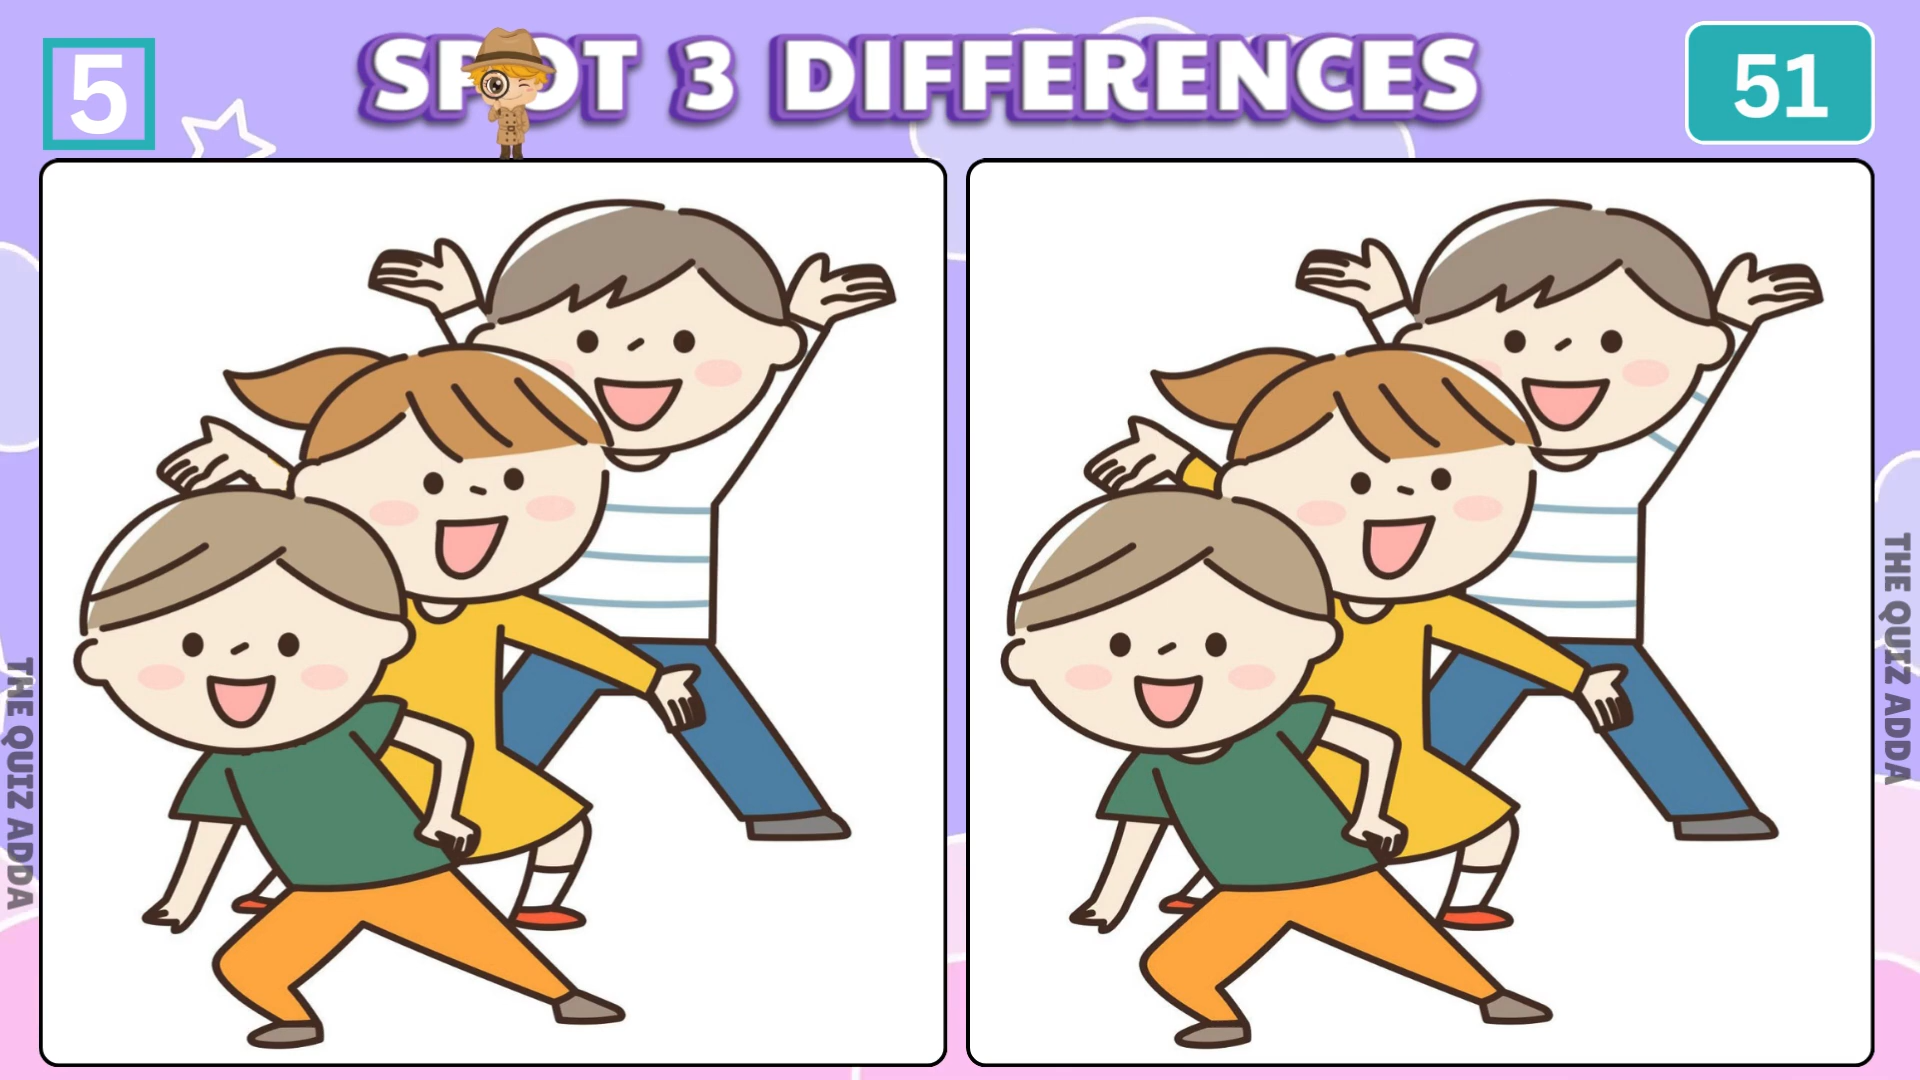 5
SPOT 3 DIFFERENCES
51
THE QUIZ ADDA
THE QUIZ ADDA